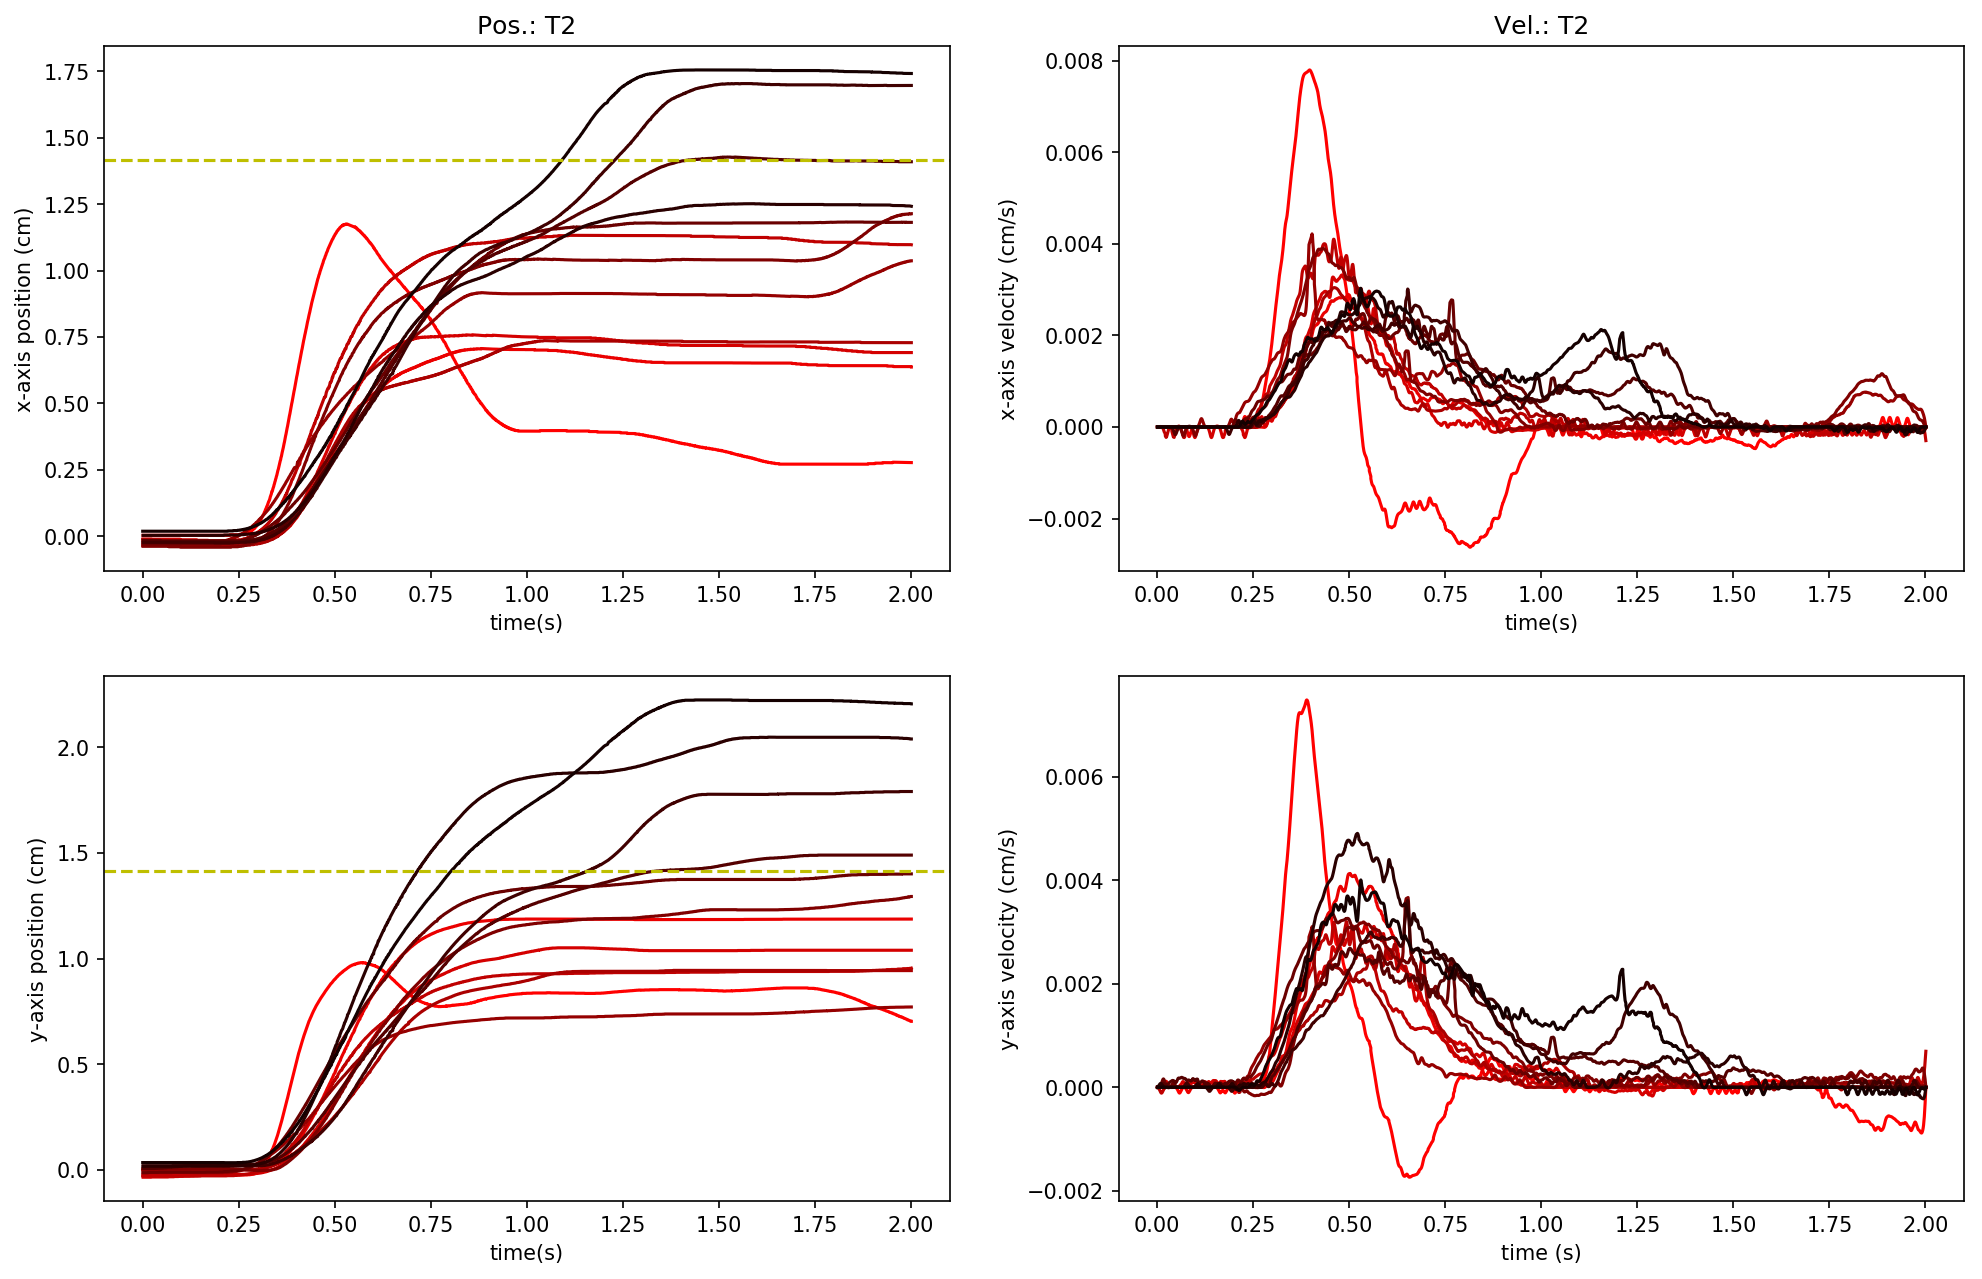 Pos.: T2
1.75
1.50
1.25
1.00
0.75
0.50
0.25
0.00
x-axis position (cm)
0.00 0.25 0.50 0.75 1.00 1.25 1.50 1.75 2.00
time(s)
Vel.: T2
0.008
0.006
0.004
0.002
0.000
−0.002
x-axis velocity (cm/s)
0.00 0.25 0.50 0.75 1.00 1.25 1.50 1.75 2.00
time(s)
2.0
1.5
1.0
0.5
0.0
y-axis position (cm)
0.00 0.25 0.50 0.75 1.00 1.25 1.50 1.75 2.00
time(s)
0.006
0.004
0.002
0.000
−0.002
y-axis velocity (cm/s)
0.00 0.25 0.50 0.75 1.00 1.25 1.50 1.75 2.00
time (s)